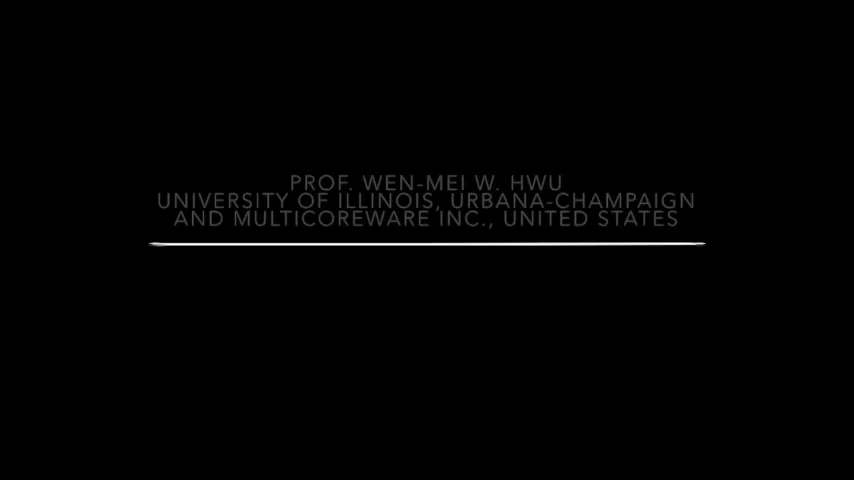 PROF. WEN-MEI W. HWU
UNIVERSITY OF ILLINOIS, URBANA-CHAMPAIGN
AND MULTICOREWARE INC., UNITED STATES